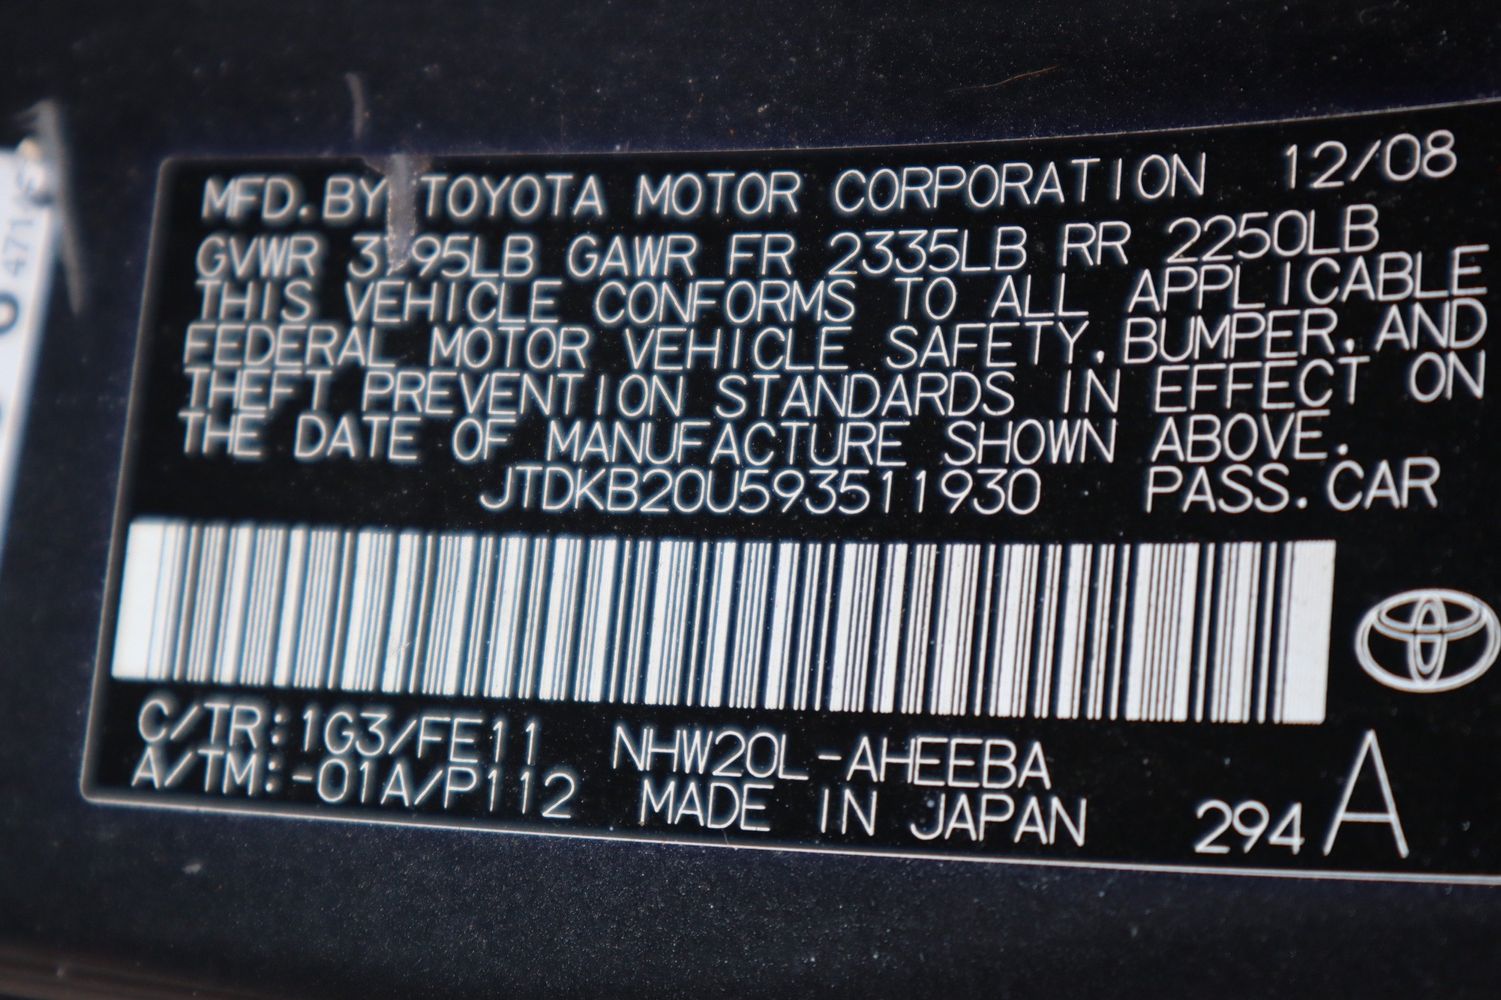 MFD. BY TOYOTA MOTOR CORPORATION 12/08
GVWR 3795LB GAWR FR 2335LB RR 2250LB
THIS VEHICLE CONFORMS TO ALL APPLICABLE
FEDERAL MOTOR VEHICLE SAFETY, BUMPER, AND
THEFT PREVENTION STANDARDS IN EFFECT ON
THE DATE OF MANUFACTURE SHOWN ABOVE.
JTDKB20U593511930 PASS. CAR
C/TR: 1G3/FE11 NHW20L-AHEEBA
A/TM: -01A/P112 MADE IN JAPAN 294 A
471